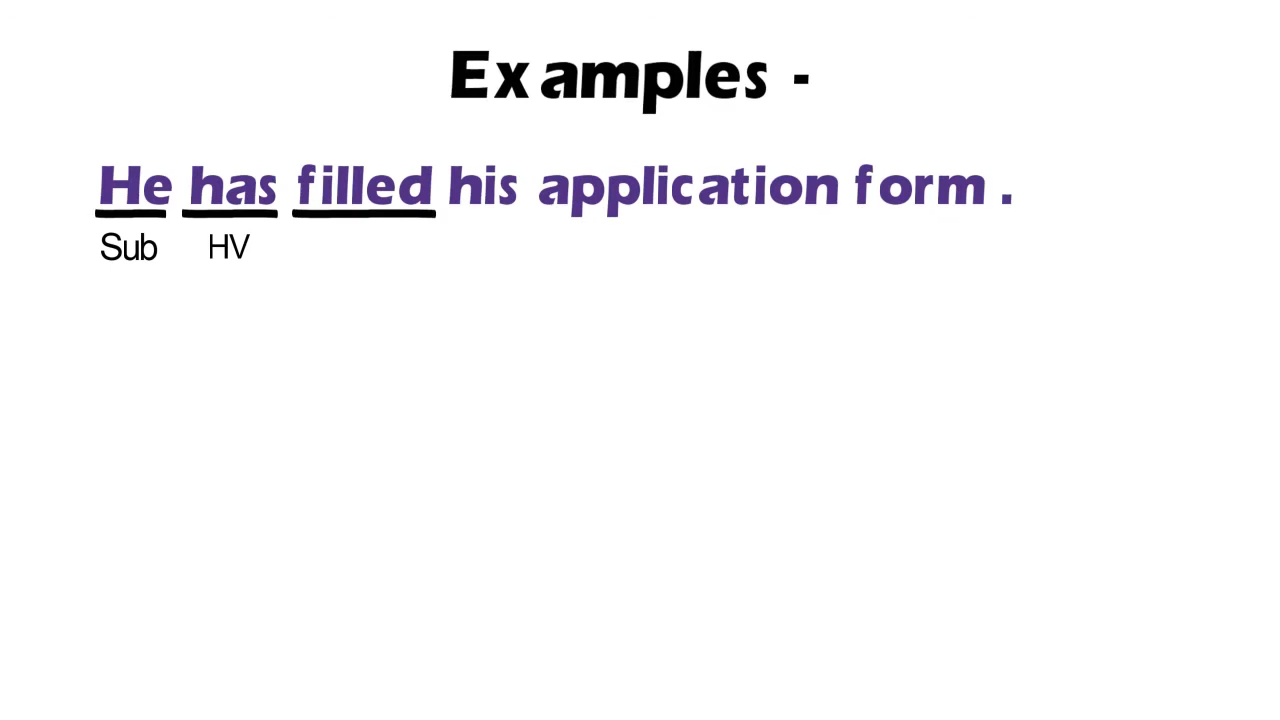 Examples -
He has filled his application form .
Sub HV